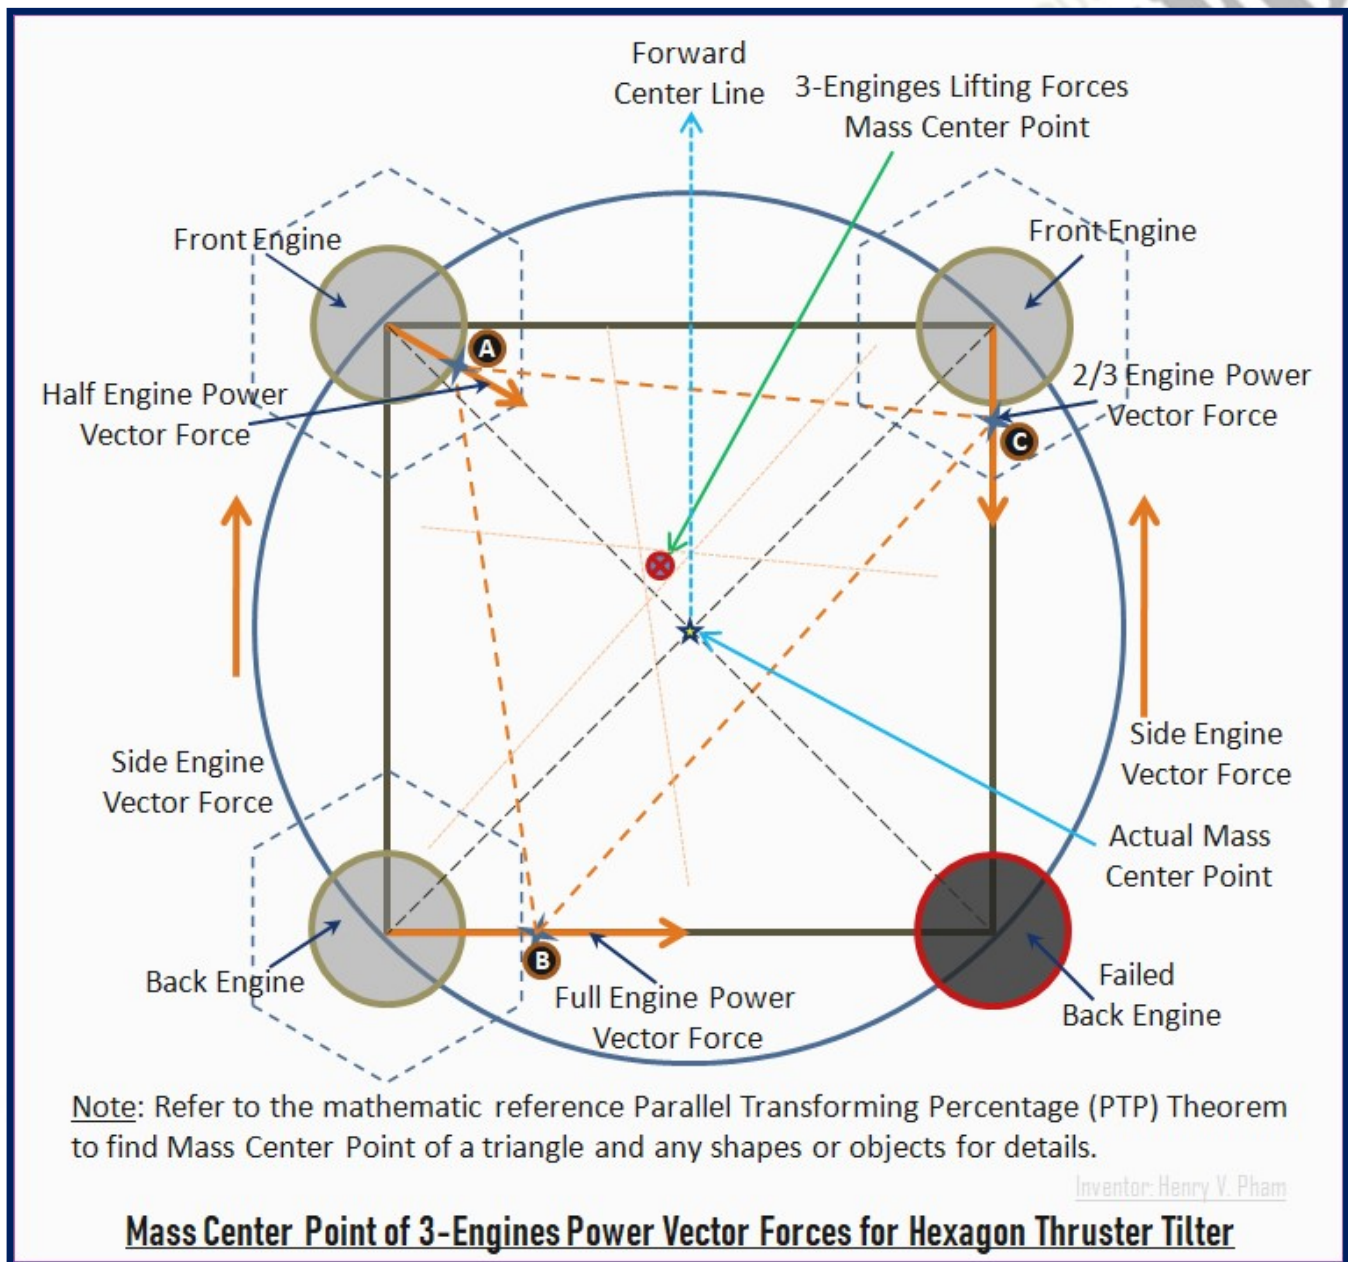 Forward
Center Line
3-Enginges Lifting Forces
Mass Center Point
Front Engine
Front Engine
A
Half Engine Power
Vector Force
2/3 Engine Power
Vector Force
C
Side Engine
Vector Force
Side Engine
Vector Force
Actual Mass
Center Point
Back Engine
B
Full Engine Power
Vector Force
Failed
Back Engine
Note: Refer to the mathematic reference Parallel Transforming Percentage (PTP) Theorem
to find Mass Center Point of a triangle and any shapes or objects for details.
Inventor: Henry V. Pham
Mass Center Point of 3-Engines Power Vector Forces for Hexagon Thruster Tilter